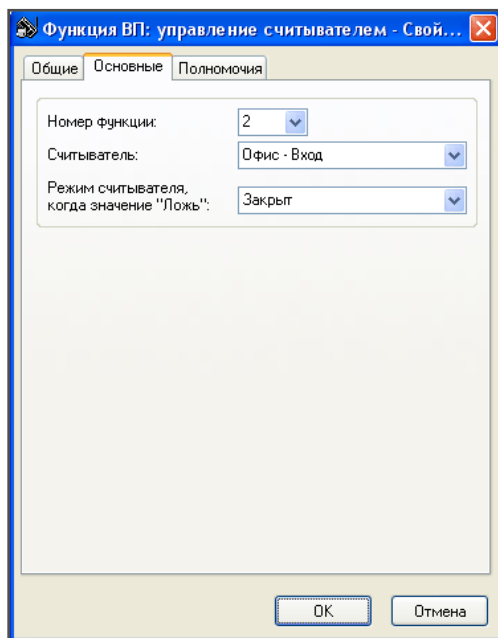 Функция ВП: управление считывателем - Свой...
Общие Основные Полномочия
Номер функции: 2
Считыватель: Офис - Вход
Режим считывателя,
когда значение "Ложь": Закрыт
OK Отмена